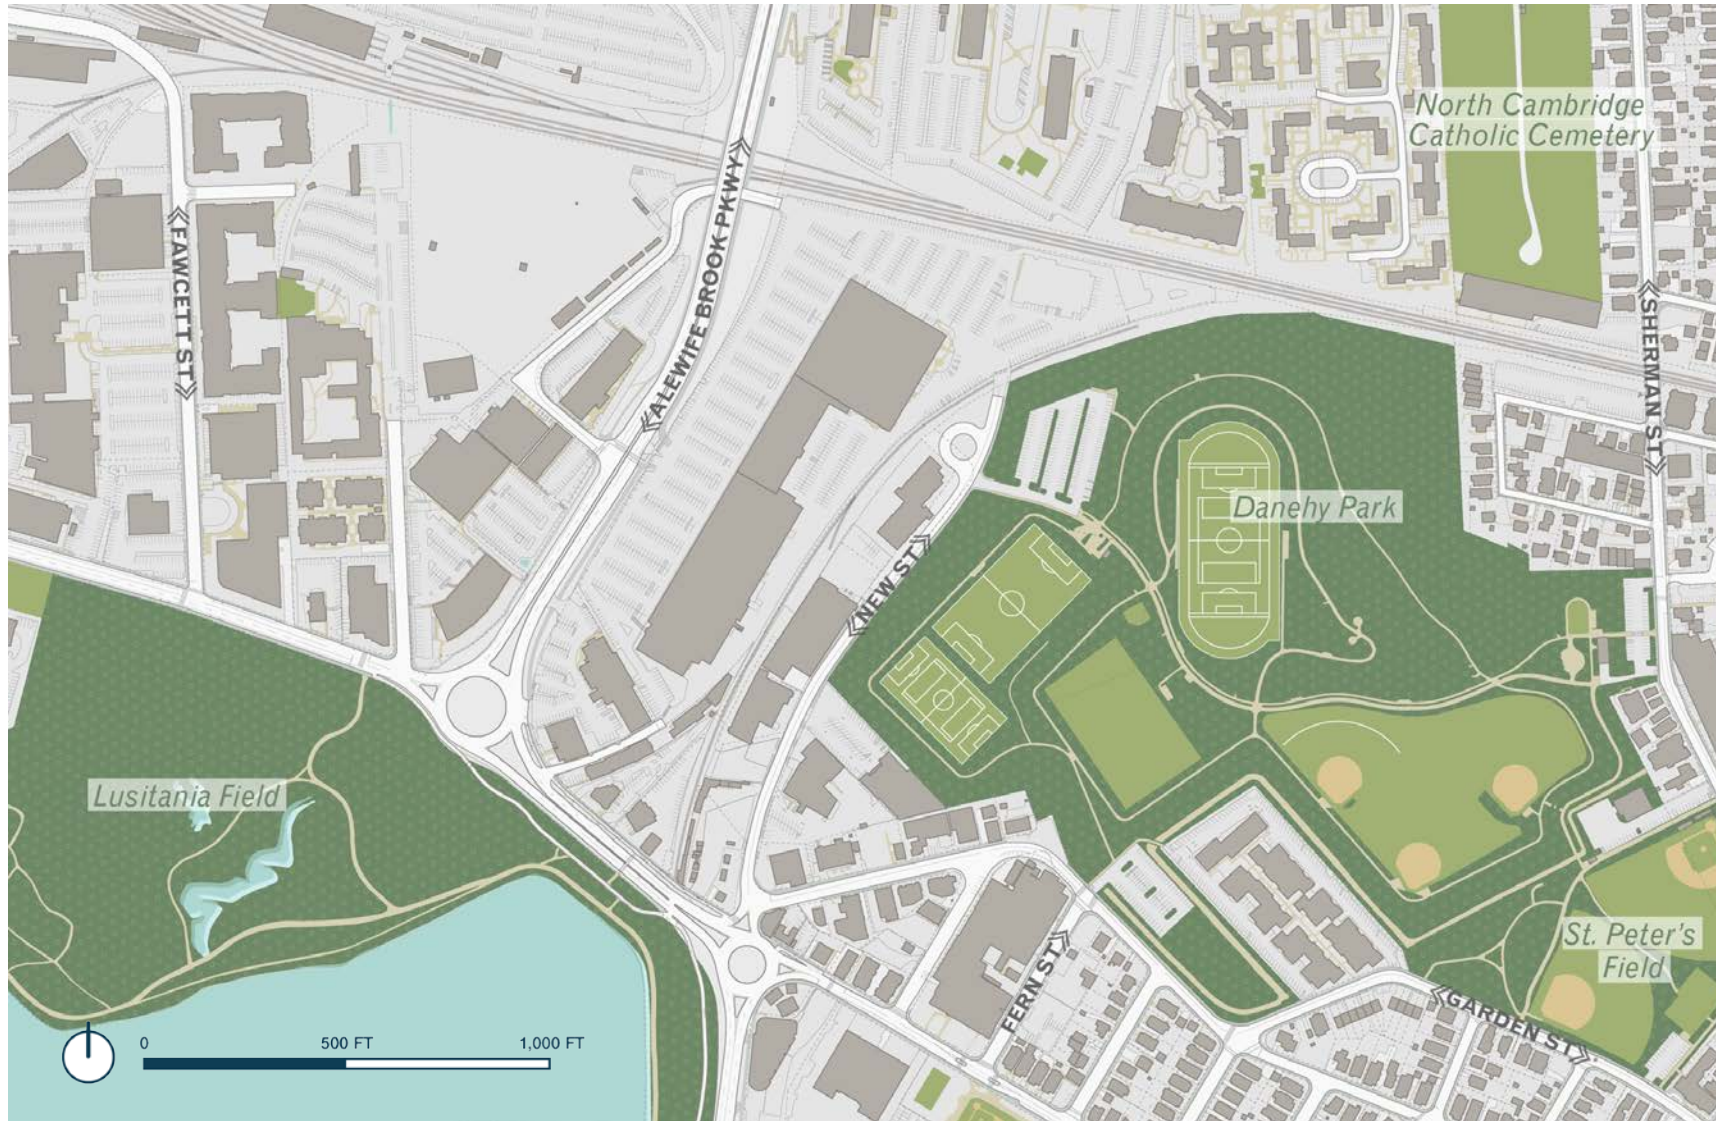 North Cambridge
Catholic Cemetery
ALEWIFE BROOK PKWY
FAWCETT ST
SHERMAN ST
Danehy Park
NEW ST
Lusitania Field
St. Peter's
Field
FERN ST
GARDEN ST
0 500 FT 1,000 FT